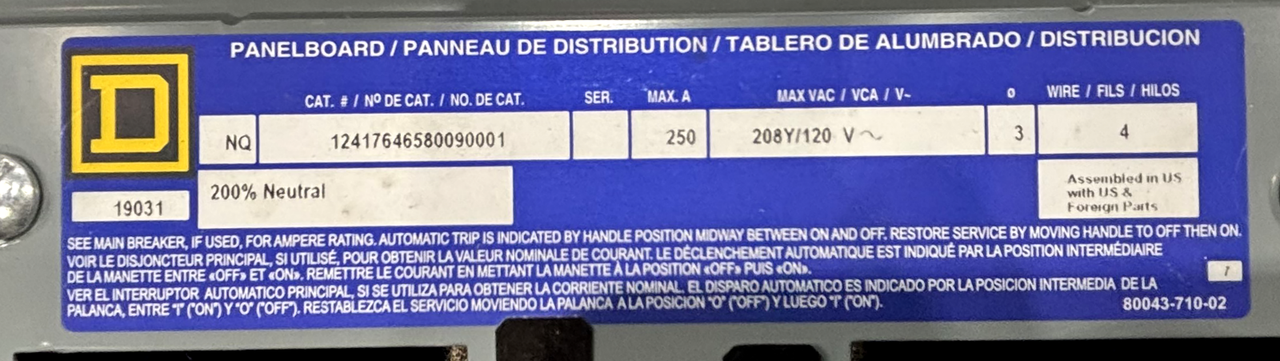 PANELBOARD / PANNEAU DE DISTRIBUTION / TABLERO DE ALUMBRADO / DISTRIBUCION
D
CAT. # / Nº DE CAT. / NO. DE CAT. SER. MAX. A MAX VAC / VCA / V~ ø WIRE / FILS / HILOS
NQ 12417646580090001 250 208Y/120 V ~ 3 4
200% Neutral
Assembled in US
with US &
Foreign Parts
19031
SEE MAIN BREAKER, IF USED, FOR AMPERE RATING. AUTOMATIC TRIP IS INDICATED BY HANDLE POSITION MIDWAY BETWEEN ON AND OFF. RESTORE SERVICE BY MOVING HANDLE TO OFF THEN ON.
VOIR LE DISJONCTEUR PRINCIPAL, SI UTILISÉ, POUR OBTENIR LA VALEUR NOMINALE DE COURANT. LE DÉCLENCHEMENT AUTOMATIQUE EST INDIQUÉ PAR LA POSITION INTERMÉDIAIRE
DE LA MANETTE ENTRE «OFF» ET «ON». REMETTRE LE COURANT EN METTANT LA MANETTE À LA POSITION «OFF» PUIS «ON».
VER EL INTERRUPTOR AUTOMATICO PRINCIPAL, SI SE UTILIZA PARA OBTENER LA CORRIENTE NOMINAL. EL DISPARO AUTOMATICO ES INDICADO POR LA POSICION INTERMEDIA DE LA
PALANCA, ENTRE "I" ("ON") Y "O" ("OFF"). RESTABLEZCA EL SERVICIO MOVIENDO LA PALANCA A LA POSICION "O" ("OFF") Y LUEGO "I" ("ON").
80043-710-02